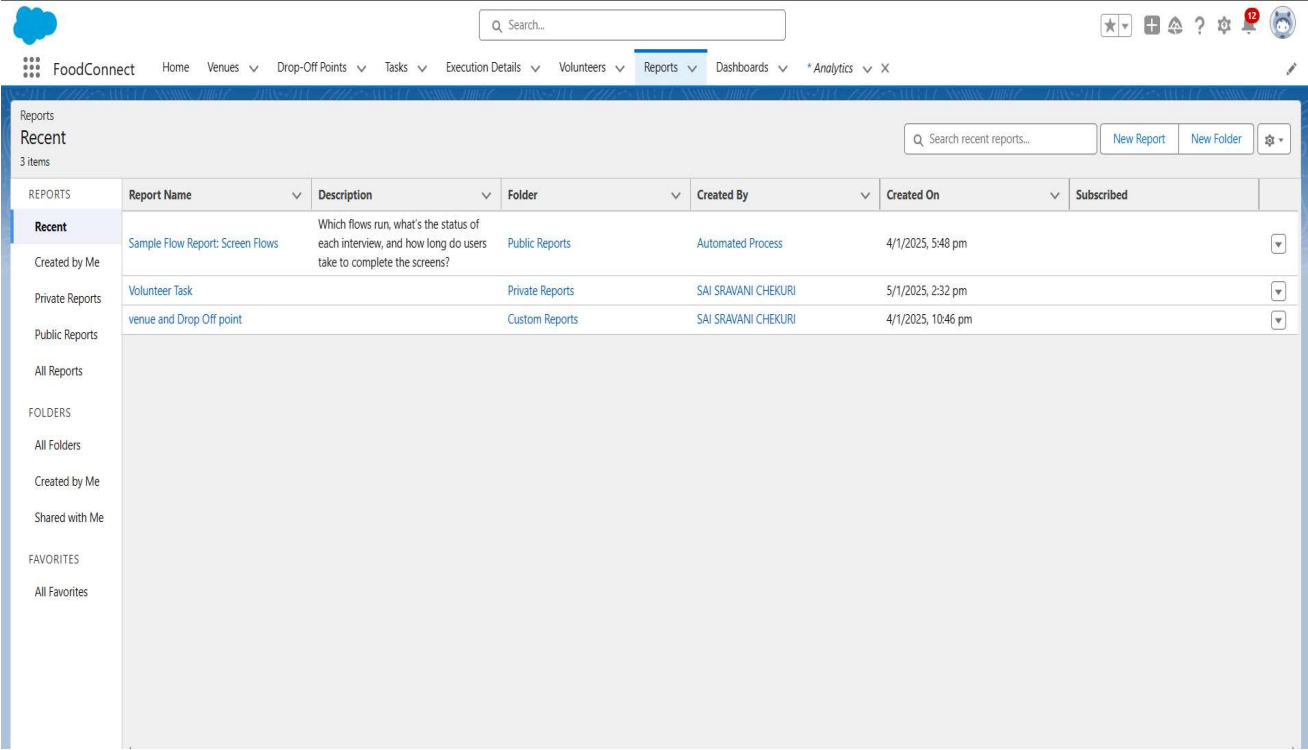 Search...
12
FoodConnect Home Venues Drop-Off Points Tasks Execution Details Volunteers Reports Dashboards * Analytics
Reports
Recent
3 items
Search recent reports...
New Report New Folder
REPORTS
Recent
Created by Me
Private Reports
Public Reports
All Reports
FOLDERS
All Folders
Created by Me
Shared with Me
FAVORITES
All Favorites
Report Name Description Folder Created By Created On Subscribed
Sample Flow Report: Screen Flows
Which flows run, what's the status of
each interview, and how long do users
take to complete the screens?
Public Reports Automated Process 4/1/2025, 5:48 pm
Volunteer Task Private Reports SAI SRAVANI CHEKURI 5/1/2025, 2:32 pm
venue and Drop Off point Custom Reports SAI SRAVANI CHEKURI 4/1/2025, 10:46 pm